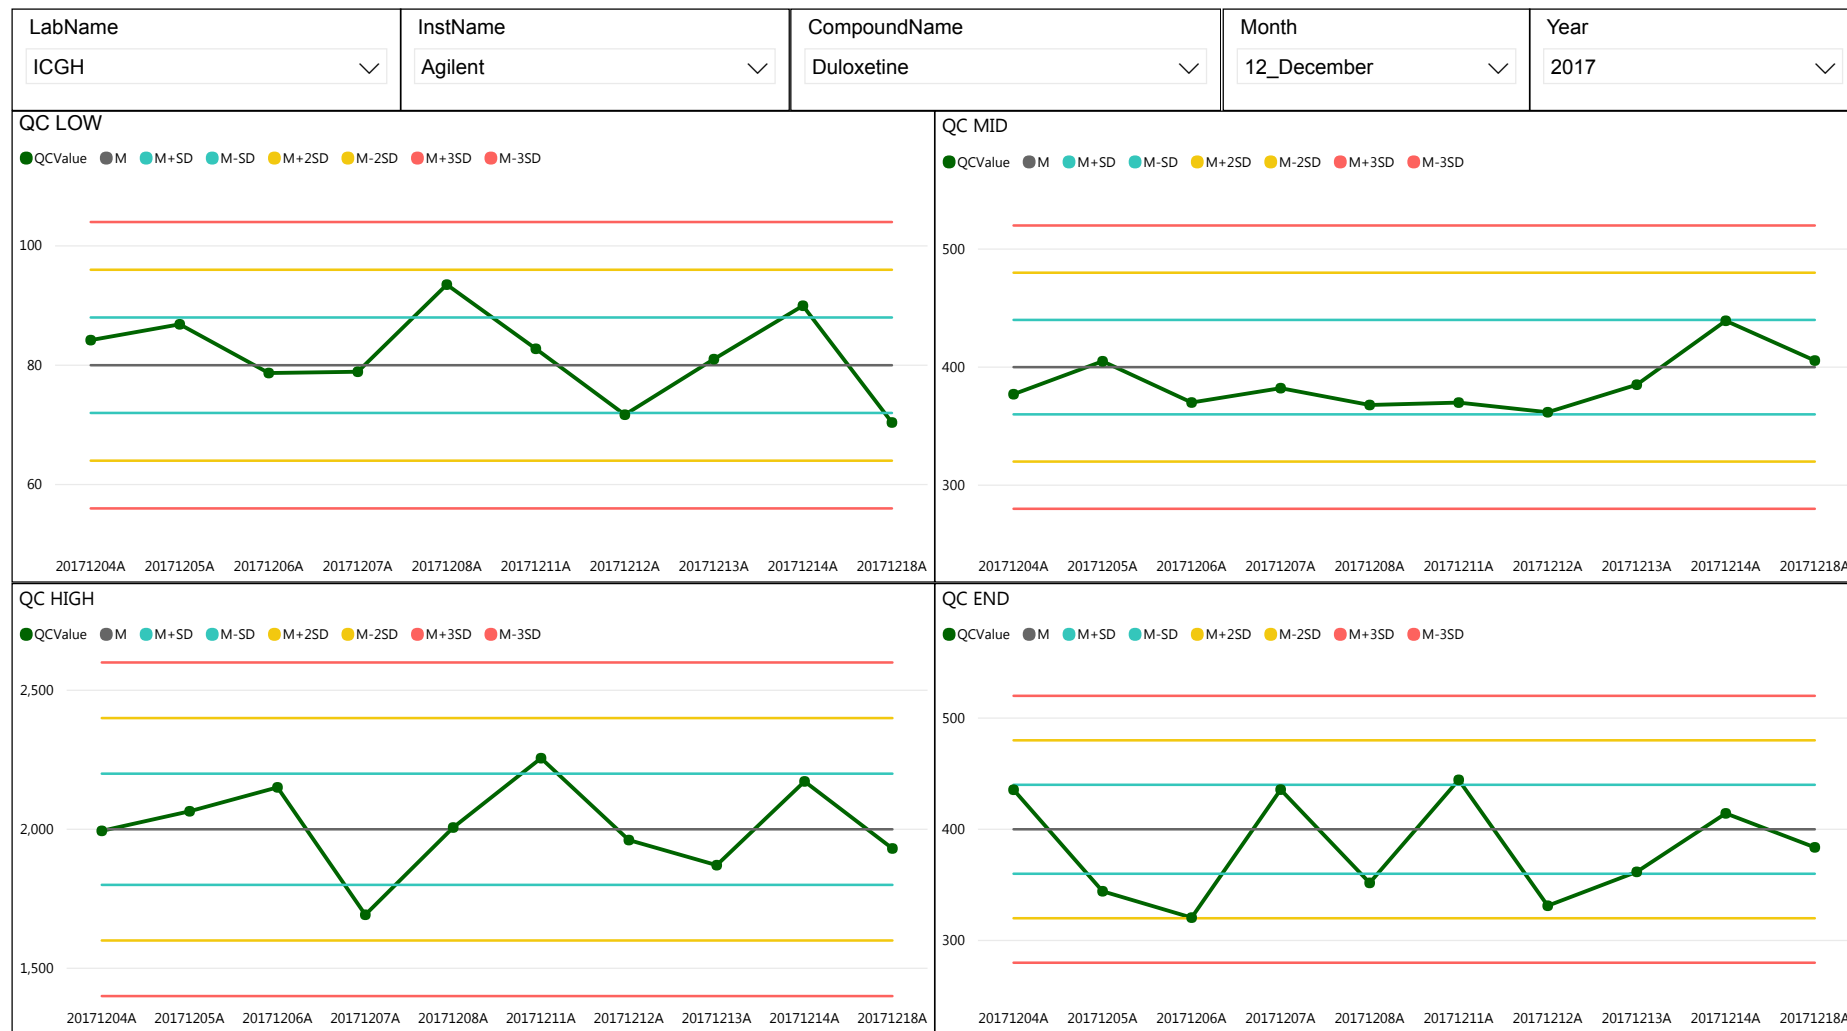 LabName InstName CompoundName Month Year
ICGH Agilent Duloxetine 12_December 2017
QC LOW
QCValue M M+SD M-SD M+2SD M-2SD M+3SD M-3SD
100
80
60
20171204A 20171205A 20171206A 20171207A 20171208A 20171211A 20171212A 20171213A 20171214A 20171218A
QC MID
QCValue M M+SD M-SD M+2SD M-2SD M+3SD M-3SD
500
400
300
20171204A 20171205A 20171206A 20171207A 20171208A 20171211A 20171212A 20171213A 20171214A 20171218A
QC HIGH
QCValue M M+SD M-SD M+2SD M-2SD M+3SD M-3SD
2,500
2,000
1,500
20171204A 20171205A 20171206A 20171207A 20171208A 20171211A 20171212A 20171213A 20171214A 20171218A
QC END
QCValue M M+SD M-SD M+2SD M-2SD M+3SD M-3SD
500
400
300
20171204A 20171205A 20171206A 20171207A 20171208A 20171211A 20171212A 20171213A 20171214A 20171218A